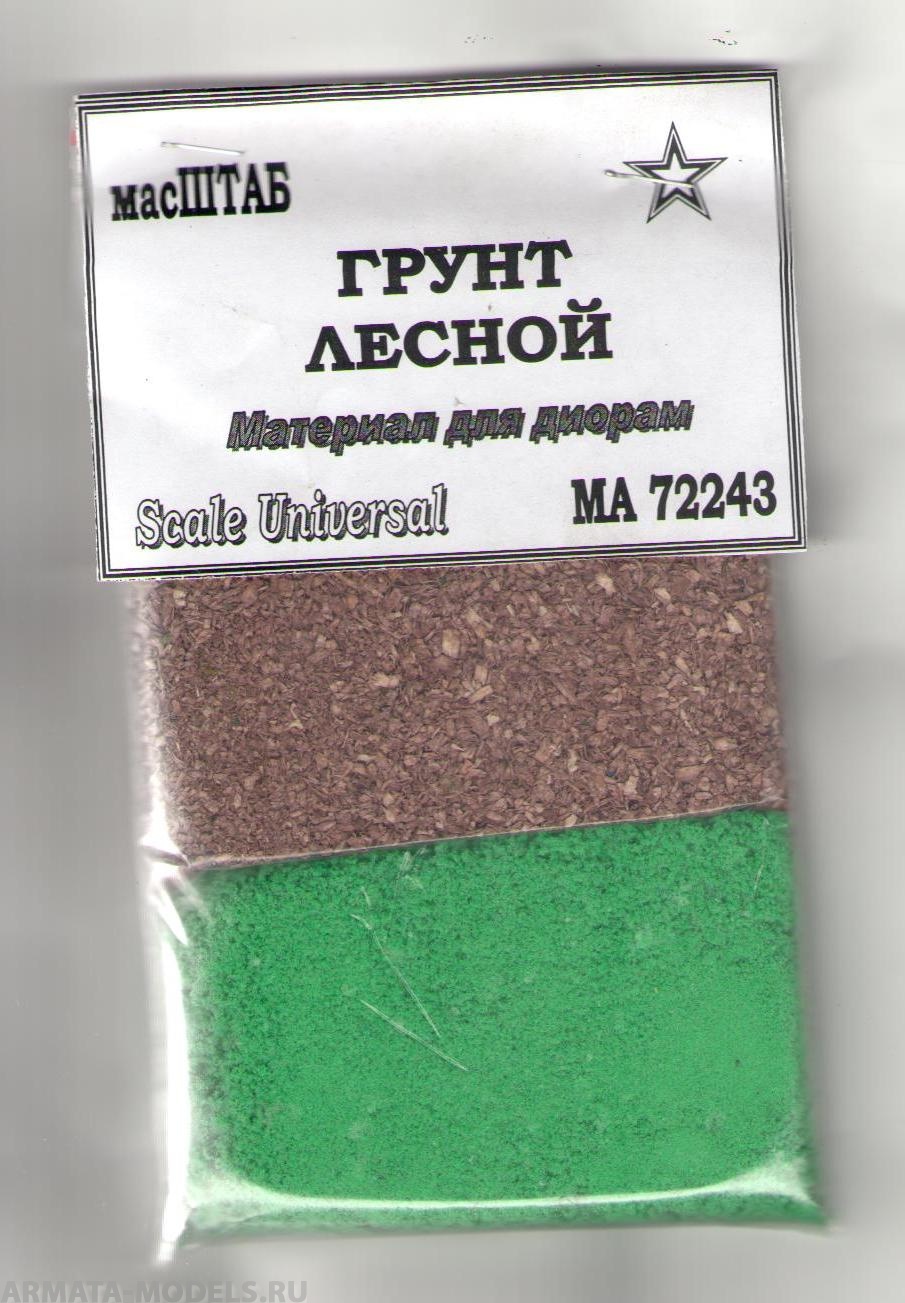 масШТАБ
ГРУНТ
ЛЕСНОЙ
Материал для диорам
Scale Universal
МА 72243
ARMATA-MODELS.RU